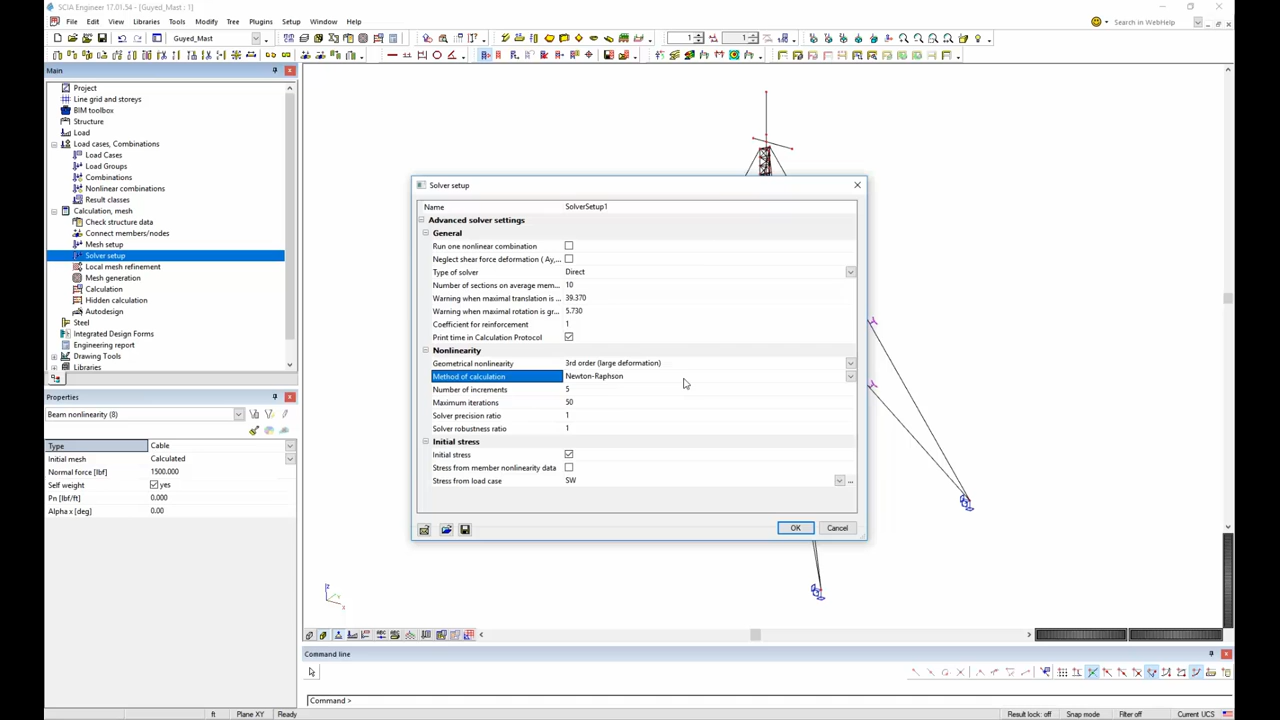 SCIA Engineer 17.01.54 - [Guyed_Mast : 1]
File Edit View Libraries Tools Modify Tree Plugins Setup Window Help
Search in WebHelp
Guyed_Mast
1
1
Main
Project
Line grid and storeys
BIM toolbox
Structure
Load
Load cases, Combinations
Load Cases
Load Groups
Combinations
Nonlinear combinations
Result classes
Calculation, mesh
Check structure data
Connect members/nodes
Mesh setup
Solver setup
Local mesh refinement
Mesh generation
Calculation
Hidden calculation
Autodesign
Steel
Integrated Design Forms
Engineering report
Drawing Tools
Libraries
Properties
Beam nonlinearity (8)
Type Cable
Initial mesh Calculated
Normal force [lbf] 1500.000
Self weight yes
Pn [lbf/ft] 0.000
Alpha x [deg] 0.00
Solver setup
Name SolverSetup1
Advanced solver settings
General
Run one nonlinear combination
Neglect shear force deformation ( Ay,...
Type of solver Direct
Number of sections on average mem... 10
Warning when maximal translation is ... 39.370
Warning when maximal rotation is gr... 5.730
Coefficient for reinforcement 1
Print time in Calculation Protocol
Nonlinearity
Geometrical nonlinearity 3rd order (large deformation)
Method of calculation Newton-Raphson
Number of increments 5
Maximum iterations 50
Solver precision ratio 1
Solver robustness ratio 1
Initial stress
Initial stress
Stress from member nonlinearity data
Stress from load case SW
OK Cancel
Command line
Command >
ft Plane XY Ready Result lock: off Snap mode Filter off Current UCS